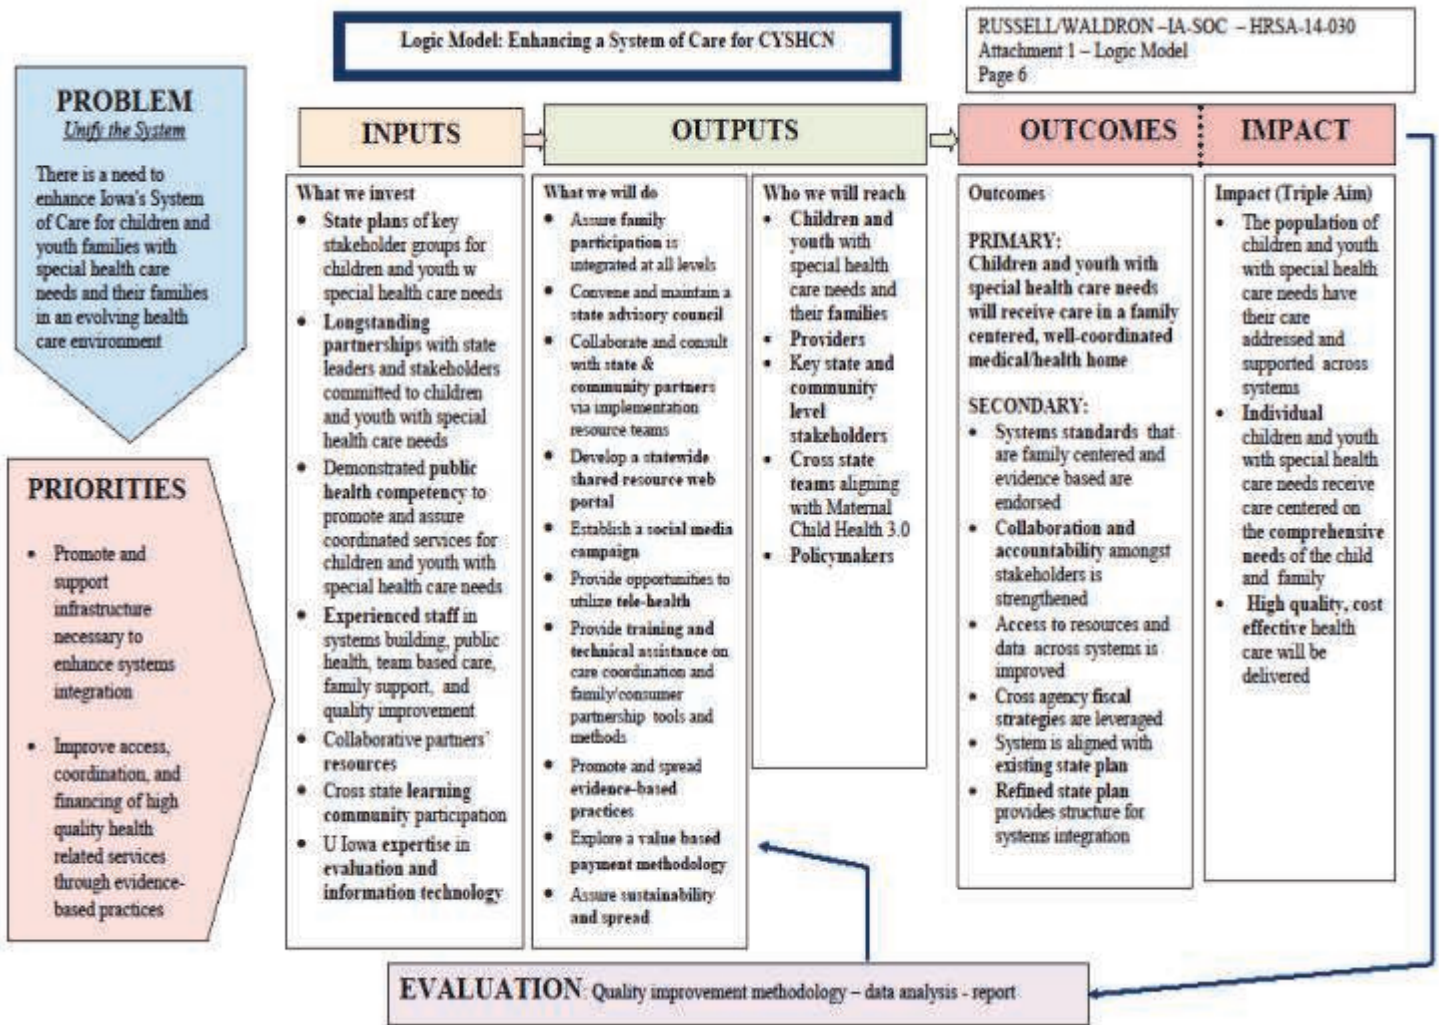 Logic Model: Enhancing a System of Care for CYSHCN
RUSSELL/WALDRON –IA-SOC – HRSA-14-030
Attachment 1 – Logic Model
Page 6
PROBLEM
Unify the System
There is a need to
enhance Iowa's System
of Care for children and
youth families with
special health care
needs and their families
in an evolving health
care environment
PRIORITIES
• Promote and
support
infrastructure
necessary to
enhance systems
integration
• Improve access,
coordination, and
financing of high
quality health
related services
through evidence-
based practices
INPUTS
What we invest
• State plans of key
stakeholder groups for
children and youth w
special health care needs
• Longstanding
partnerships with state
leaders and stakeholders
committed to children
and youth with special
health care needs
• Demonstrated public
health competency to
promote and assure
coordinated services for
children and youth with
special health care needs
• Experienced staff in
systems building, public
health, team based care,
family support, and
quality improvement
• Collaborative partners'
resources
• Cross state learning
community participation
• U Iowa expertise in
evaluation and
information technology
OUTPUTS
What we will do
• Assure family
participation is
integrated at all levels
• Convene and maintain a
state advisory council
• Collaborate and consult
with state &
community partners
via implementation
resource teams
• Develop a statewide
shared resource web
portal
• Establish a social media
campaign
• Provide opportunities to
utilize tele-health
• Provide training and
technical assistance on
care coordination and
family/consumer
partnership tools and
methods
• Promote and spread
evidence-based
practices
• Explore a value based
payment methodology
• Assure sustainability
and spread
Who we will reach
• Children and
youth with
special health
care needs and
their families
• Providers
• Key state and
community
level
stakeholders
• Cross state
teams aligning
with Maternal
Child Health 3.0
• Policymakers
OUTCOMES
Outcomes
PRIMARY:
Children and youth with
special health care needs
will receive care in a family
centered, well-coordinated
medical/health home
SECONDARY:
• Systems standards that
are family centered and
evidence based are
endorsed
• Collaboration and
accountability amongst
stakeholders is
strengthened
• Access to resources and
data across systems is
improved
• Cross agency fiscal
strategies are leveraged
• System is aligned with
existing state plan
• Refined state plan
provides structure for
systems integration
IMPACT
Impact (Triple Aim)
• The population of
children and youth
with special health
care needs have
their care
addressed and
supported across
systems
• Individual
children and youth
with special health
care needs receive
care centered on
the comprehensive
needs of the child
and family
• High quality, cost
effective health
care will be
delivered
EVALUATION: Quality improvement methodology – data analysis - report